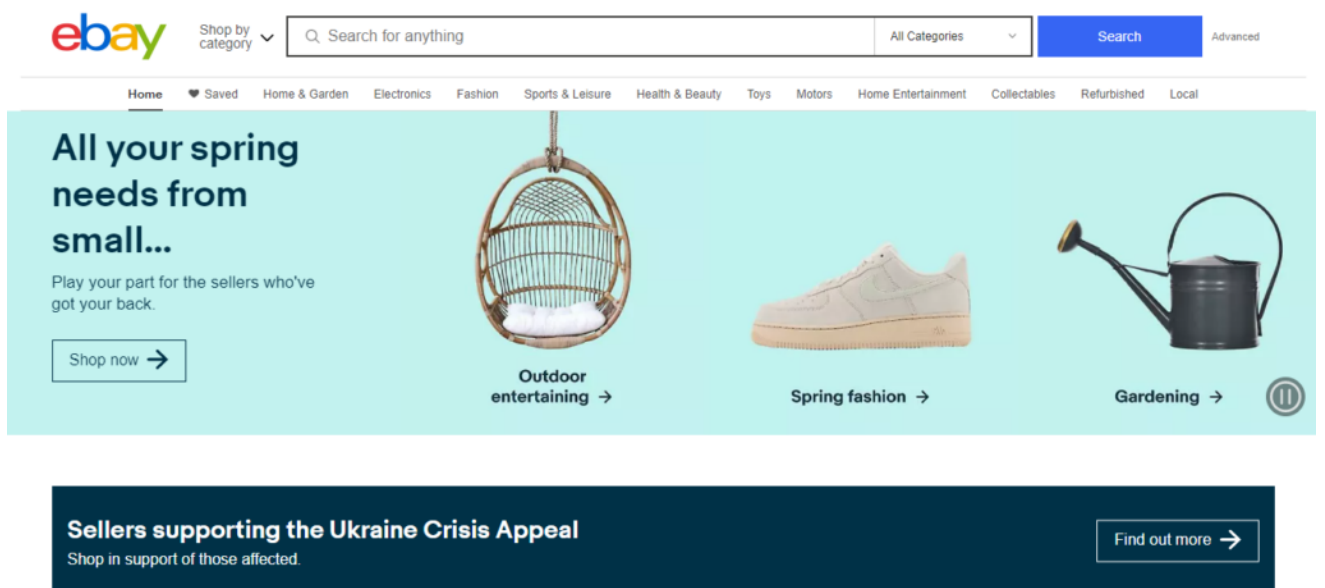 ebay
Shop by
category
Search for anything
All Categories
Search
Advanced
Home Saved Home & Garden Electronics Fashion Sports & Leisure Health & Beauty Toys Motors Home Entertainment Collectables Refurbished Local
All your spring
needs from
small...
Play your part for the sellers who've
got your back.
Shop now →
Outdoor
entertaining →
Spring fashion →
Gardening →
Sellers supporting the Ukraine Crisis Appeal
Shop in support of those affected.
Find out more →